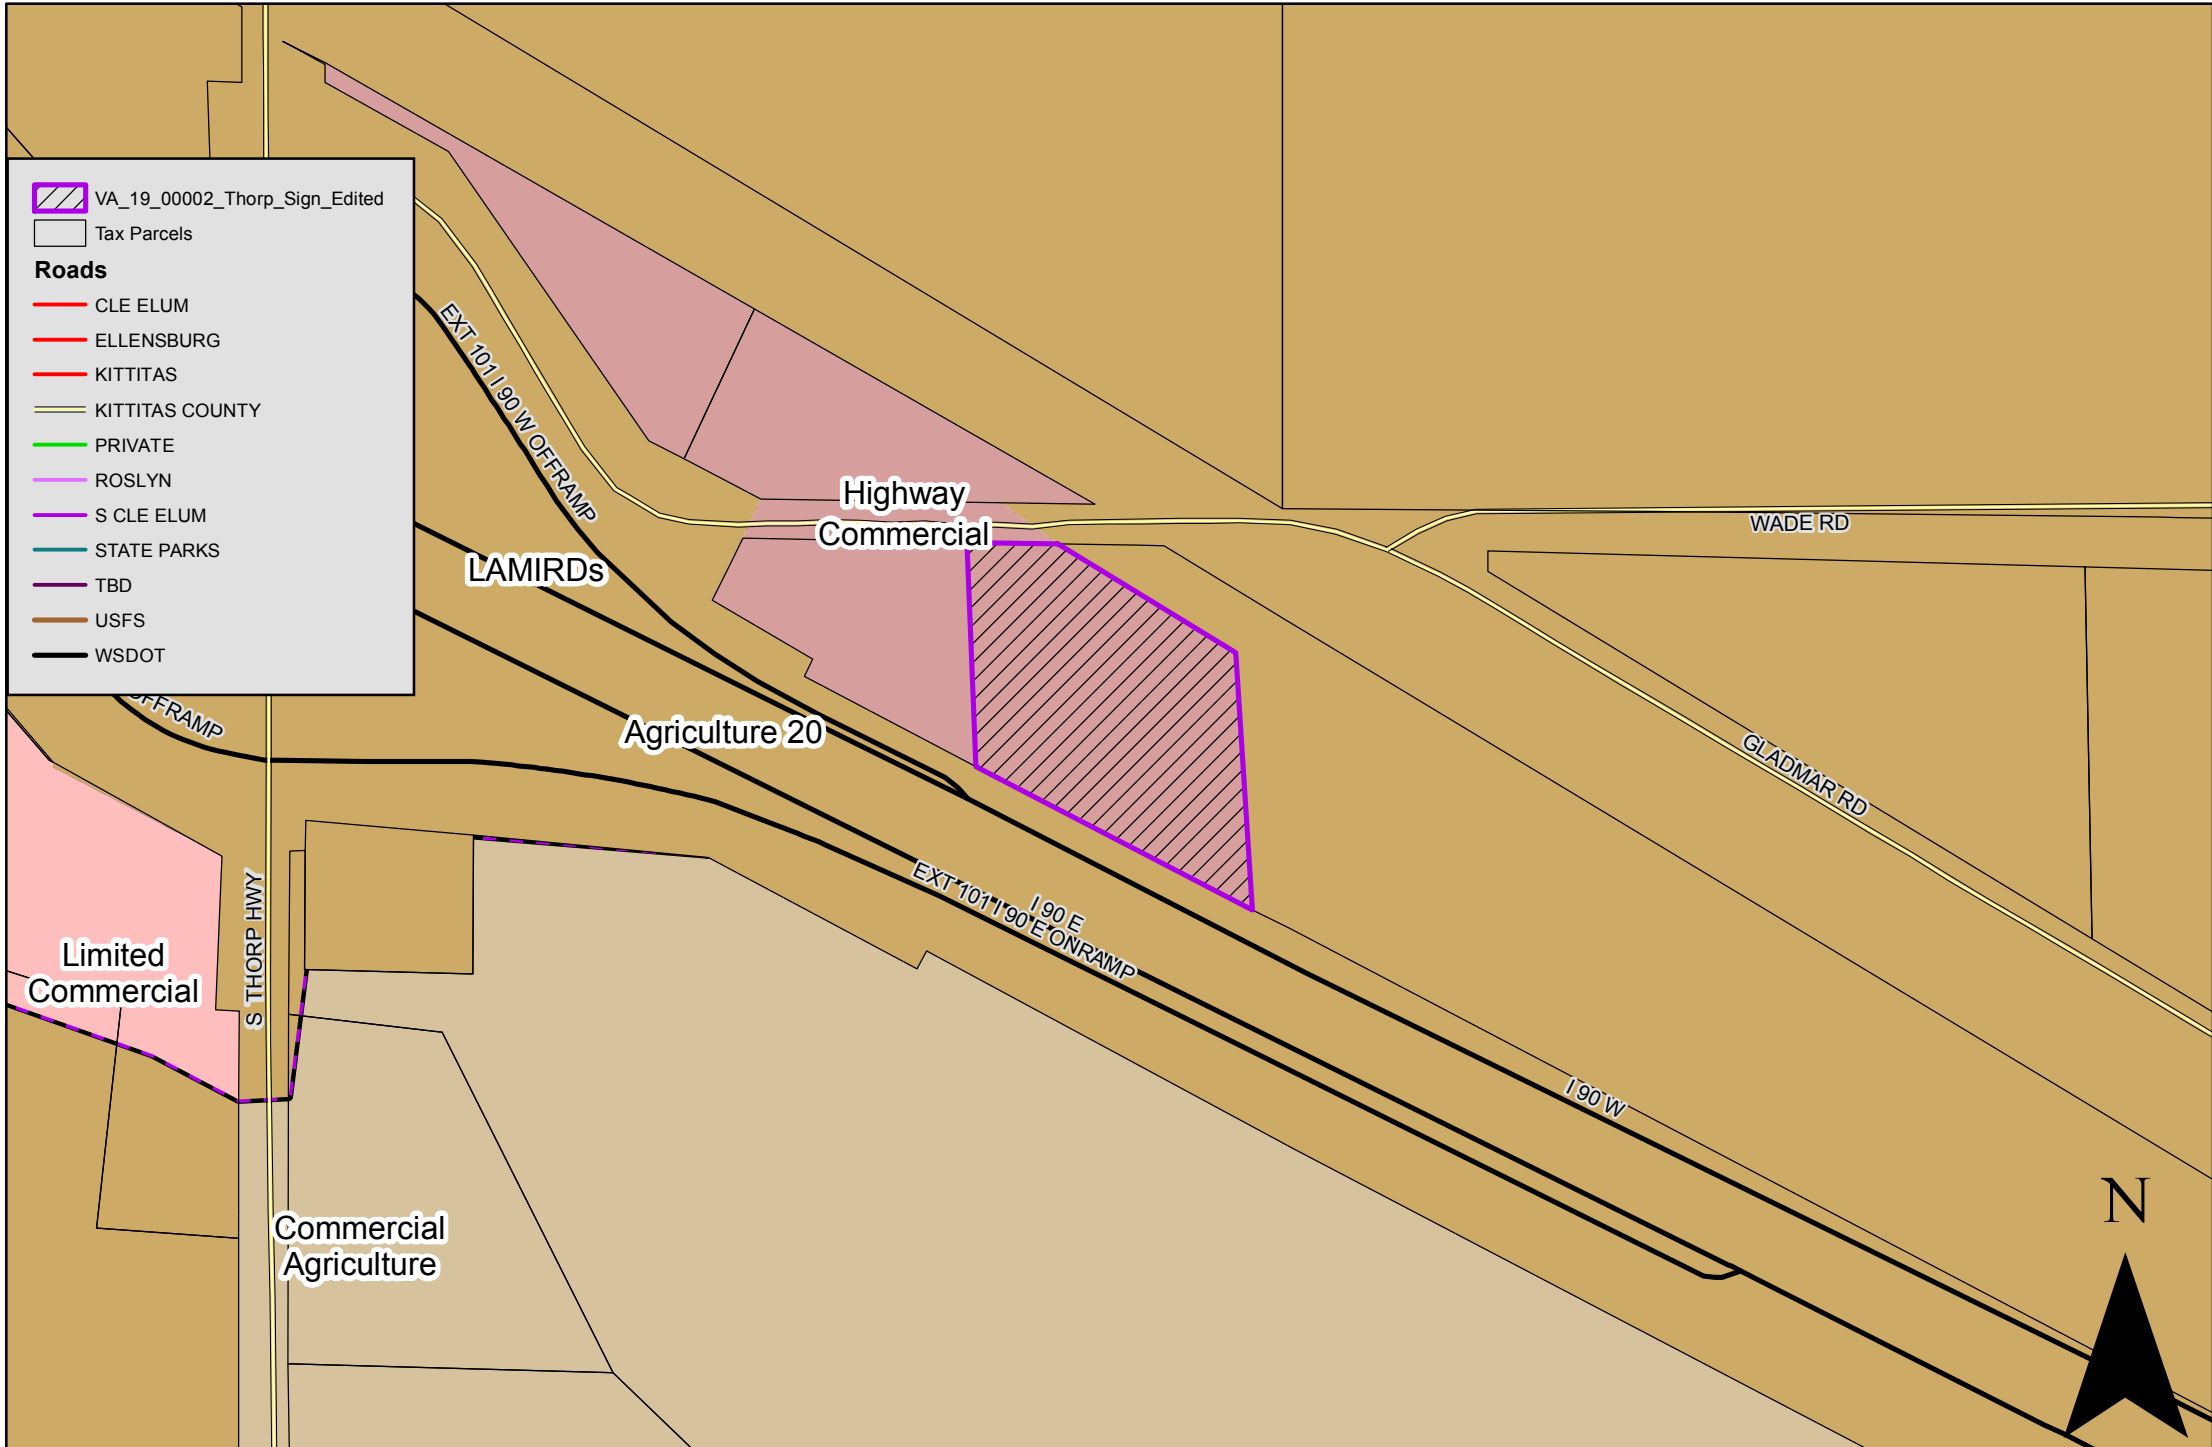 VA_19_00002_Thorp_Sign_Edited
Tax Parcels
Roads
CLE ELUM
ELLENSBURG
KITTITAS
KITTITAS COUNTY
PRIVATE
ROSLYN
S CLE ELUM
STATE PARKS
TBD
USFS
WSDOT
EXT 101 I 90 W OFFRAMP
Highway
Commercial
WADE RD
LAMIRDs
OFFRAMP
Agriculture 20
GLADMAR RD
I 90 E
EXT 101 I 90 E ONRAMP
S THORP HWY
Limited
Commercial
I 90 W
N
Commercial
Agriculture